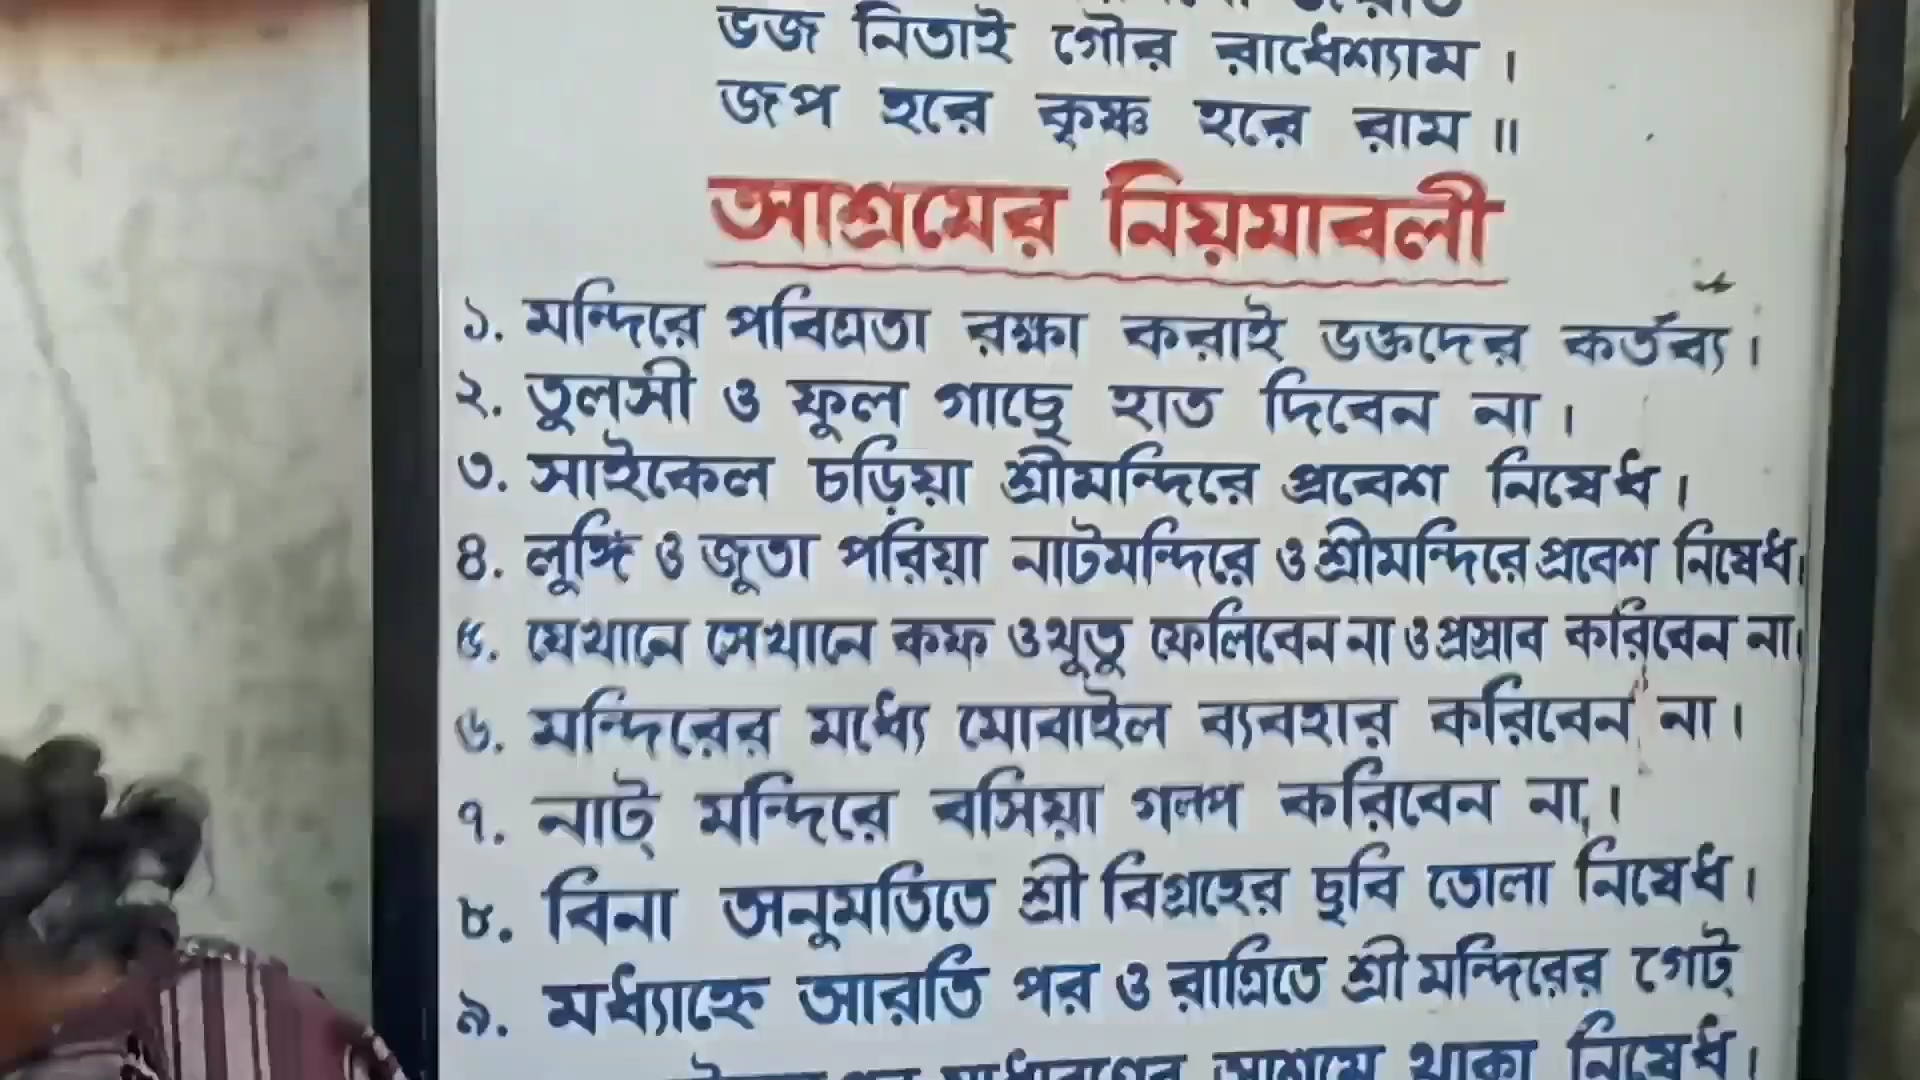 ভজ নিতাই গৌর রাধেশ্যাম ।
জপ হরে কৃষ্ণ হরে রাম ॥
আশ্রমের নিয়মাবলী
১. মন্দিরে পবিত্রতা রক্ষা করাই ভক্তদের কর্তব্য ।
২. তুলসী ও ফুল গাছে হাত দিবেন না ।
৩. সাইকেল চড়িয়া শ্রীমন্দিরে প্রবেশ নিষেধ ।
৪. লুঙ্গি ও জুতা পরিয়া নাটমন্দিরে ও শ্রীমন্দিরে প্রবেশ নিষেধ ।
৫. যেখানে সেখানে কফ ও থুতু ফেলিবেন না ও প্রস্রাব করিবেন না ।
৬. মন্দিরের মধ্যে মোবাইল ব্যবহার করিবেন না ।
৭. নাট্ মন্দিরে বসিয়া গল্প করিবেন না, ।
৮. বিনা অনুমতিতে শ্রী বিগ্রহের ছবি তোলা নিষেধ ।
৯. মধ্যাহ্নে আরতি পর ও রাত্রিতে শ্রী মন্দিরের গেট্
আশ্রমে থাকা নিষেধ ।